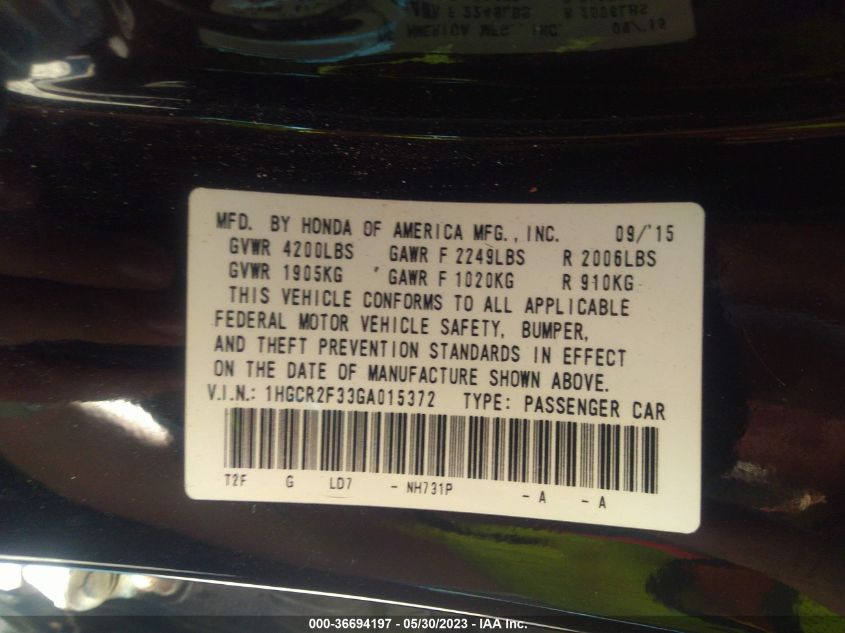 MFD. BY HONDA OF AMERICA MFG., INC. 09/'15
GVWR 4200LBS GAWR F 2249LBS R 2006LBS
GVWR 1905KG GAWR F 1020KG R 910KG
THIS VEHICLE CONFORMS TO ALL APPLICABLE
FEDERAL MOTOR VEHICLE SAFETY, BUMPER,
AND THEFT PREVENTION STANDARDS IN EFFECT
ON THE DATE OF MANUFACTURE SHOWN ABOVE.
V.I.N.: 1HGCR2F33GA015372 TYPE: PASSENGER CAR
T2F G LD7 - NH731P - A - A
000-36694197 - 05/30/2023 - IAA Inc.